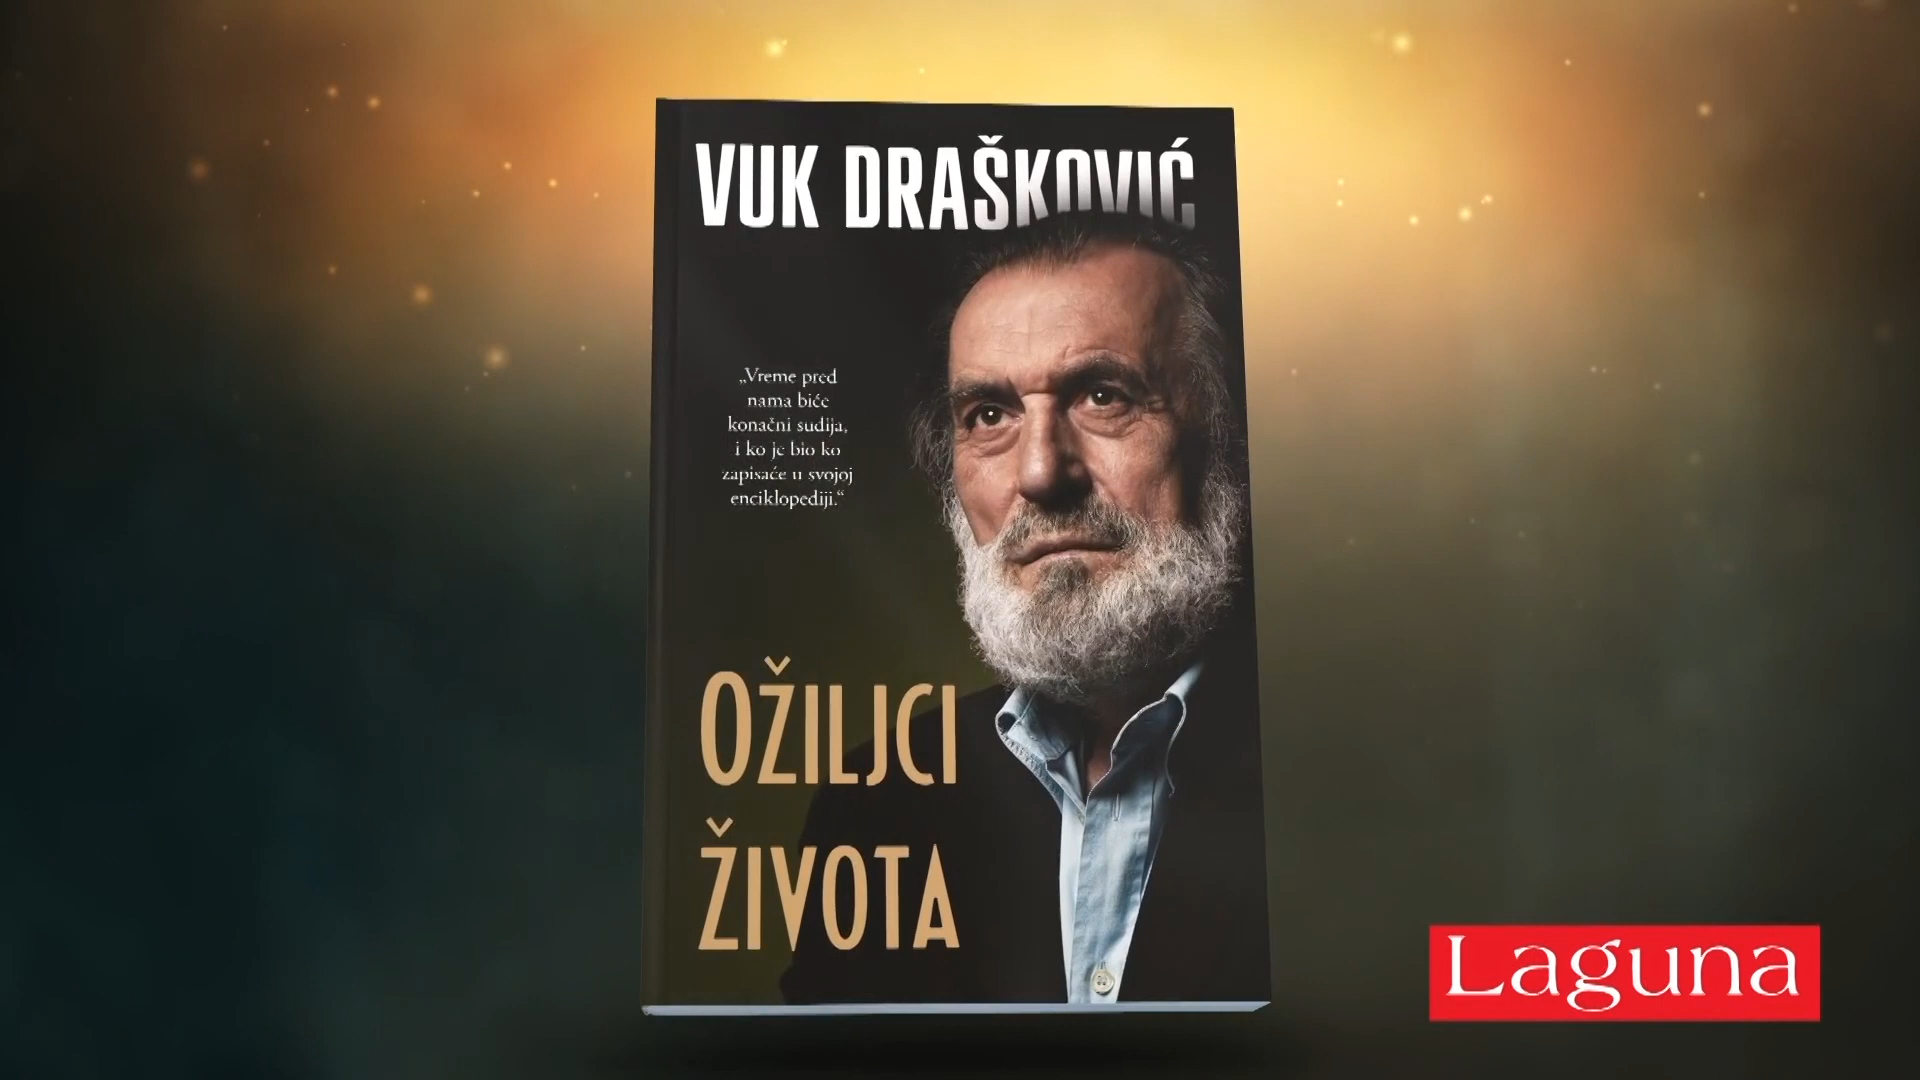 VUK DRAŠKOVIĆ
„Vreme pred
nama biće
konačni sudija,
i ko je bio ko
zapisaće u svojoj
enciklopediji.“
OŽILJCI
ŽIVOTA
Laguna